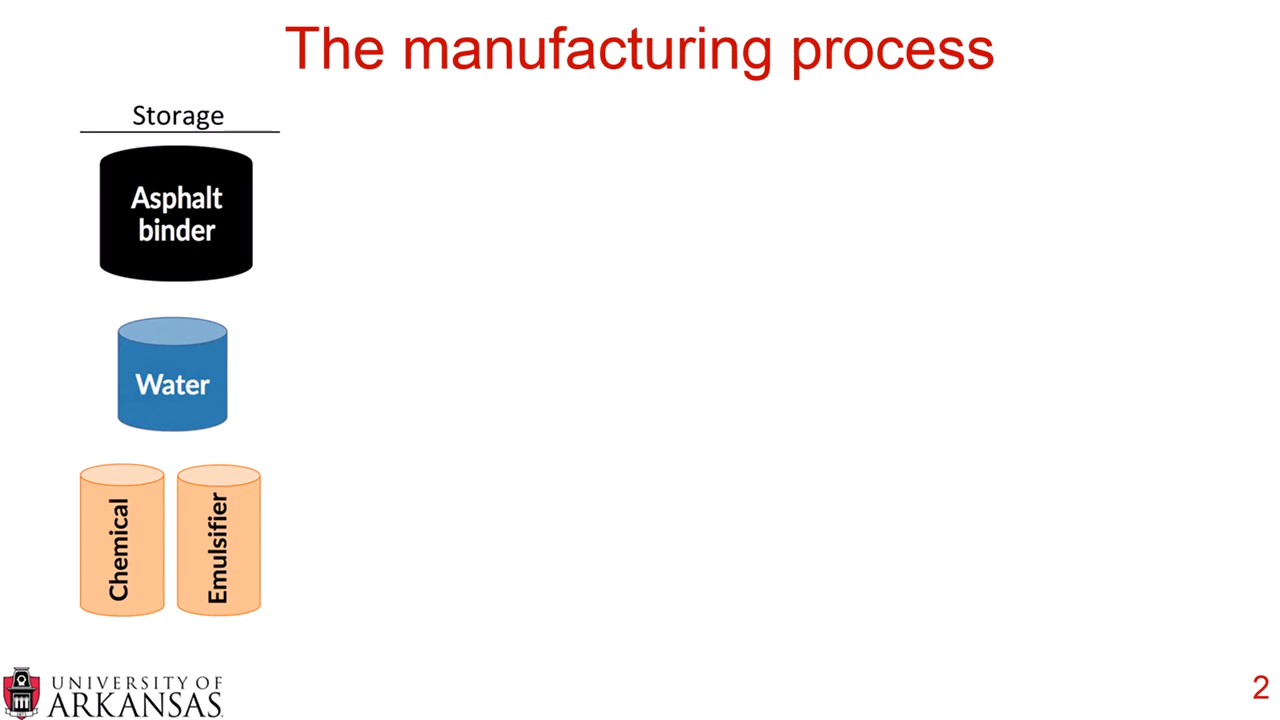 The manufacturing process
Storage
Asphalt
binder
Water
Chemical
Emulsifier
UNIVERSITY OF
ARKANSAS
2